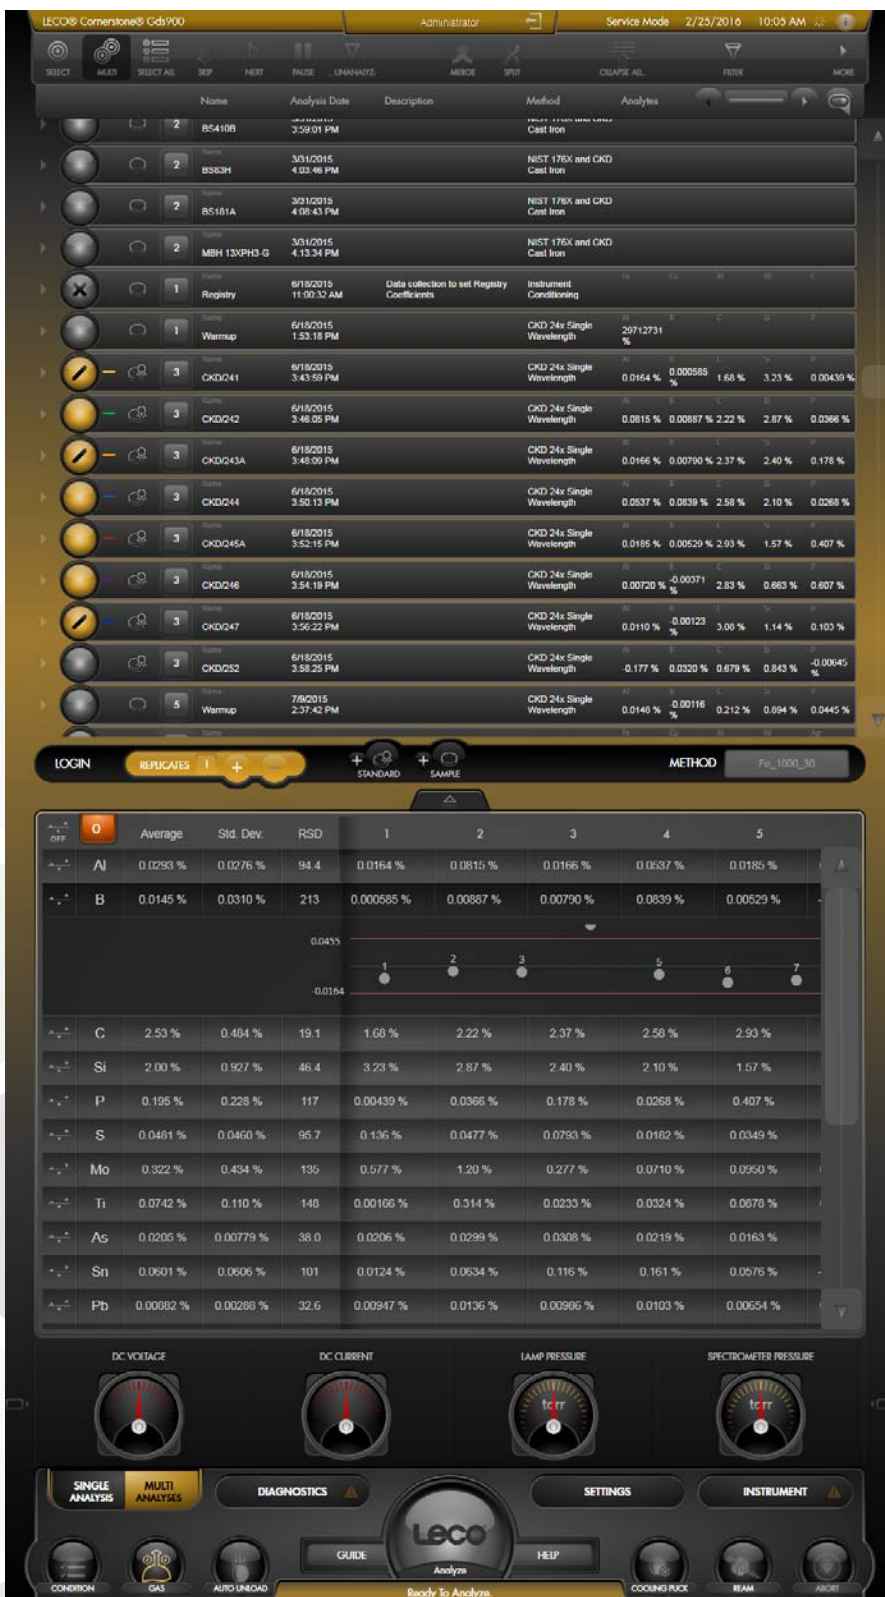 LECO® Cornerstone® Gds900 Administrator Service Mode 2/25/2016 10:05 AM
SELECT MULTI SELECT ALL SKIP NEXT PAUSE MERGE SPLIT FILTER MORE
Name Analysis Date Description Method Analytes
2 BS410B 3:59:01 PM Cast Iron
2 BS83H 3/31/2015 4:03:46 PM NIST 176X and CKD Cast Iron
2 BS181A 3/31/2015 4:08:43 PM NIST 176X and CKD Cast Iron
2 MBH 13XPH3-G 3/31/2015 4:13:34 PM NIST 176X and CKD Cast Iron
1 Registry 6/18/2015 11:00:32 AM Data collection to set Registry Coefficients Instrument Conditioning
1 Warmup 6/18/2015 1:53:18 PM CKD 24x Single Wavelength 29712731 %
3 CKD/241 6/18/2015 3:43:59 PM CKD 24x Single Wavelength 0.0164 % 0.000585 % 1.68 % 3.23 % 0.00439 %
3 CKD/242 6/18/2015 3:46:05 PM CKD 24x Single Wavelength 0.0815 % 0.00887 % 2.22 % 2.87 % 0.0366 %
3 CKD/243A 6/18/2015 3:48:09 PM CKD 24x Single Wavelength 0.0166 % 0.00790 % 2.37 % 2.40 % 0.178 %
3 CKD/244 6/18/2015 3:50:13 PM CKD 24x Single Wavelength 0.0537 % 0.0839 % 2.58 % 2.10 % 0.0268 %
3 CKD/245A 6/18/2015 3:52:15 PM CKD 24x Single Wavelength 0.0185 % 0.00529 % 2.93 % 1.57 % 0.407 %
3 CKD/246 6/18/2015 3:54:19 PM CKD 24x Single Wavelength 0.00720 % -0.00371 % 2.83 % 0.663 % 0.607 %
3 CKD/247 6/18/2015 3:56:22 PM CKD 24x Single Wavelength 0.0110 % -0.00123 % 3.06 % 1.14 % 0.103 %
3 CKD/252 6/18/2015 3:58:25 PM CKD 24x Single Wavelength -0.177 % 0.0320 % 0.679 % 0.843 % -0.00645 %
5 Warmup 7/9/2015 2:37:42 PM CKD 24x Single Wavelength 0.0146 % -0.00116 % 0.212 % 0.694 % 0.0445 %
LOGIN REPLICATES 1 + STANDARD + SAMPLE METHOD Fe_1000_30
OFF 0 Average Std. Dev. RSD 1 2 3 4 5
Al 0.0293 % 0.0276 % 94.4 0.0164 % 0.0815 % 0.0166 % 0.0537 % 0.0185 %
B 0.0145 % 0.0310 % 213 0.000585 % 0.00887 % 0.00790 % 0.0839 % 0.00529 %
0.0455
1 2 3 5 6 7
-0.0164
C 2.53 % 0.484 % 19.1 1.68 % 2.22 % 2.37 % 2.58 % 2.93 %
Si 2.00 % 0.927 % 46.4 3.23 % 2.87 % 2.40 % 2.10 % 1.57 %
P 0.195 % 0.228 % 117 0.00439 % 0.0366 % 0.178 % 0.0268 % 0.407 %
S 0.0481 % 0.0460 % 95.7 0.136 % 0.0477 % 0.0793 % 0.0182 % 0.0349 %
Mo 0.322 % 0.434 % 135 0.577 % 1.20 % 0.277 % 0.0710 % 0.0950 %
Ti 0.0742 % 0.110 % 148 0.00166 % 0.314 % 0.0233 % 0.0324 % 0.0878 %
As 0.0205 % 0.00779 % 38.0 0.0206 % 0.0299 % 0.0308 % 0.0219 % 0.0163 %
Sn 0.0601 % 0.0606 % 101 0.0124 % 0.0634 % 0.116 % 0.161 % 0.0576 %
Pb 0.00882 % 0.00288 % 32.6 0.00947 % 0.0136 % 0.00986 % 0.0103 % 0.00654 %
DC VOLTAGE DC CURRENT LAMP PRESSURE SPECTROMETER PRESSURE
torr torr
SINGLE ANALYSIS MULTI ANALYSES DIAGNOSTICS SETTINGS INSTRUMENT
Leco
GUIDE HELP
Analyze
CONDITION GAS AUTO UNLOAD COOLING PUCK REAM ABORT
Ready To Analyze.